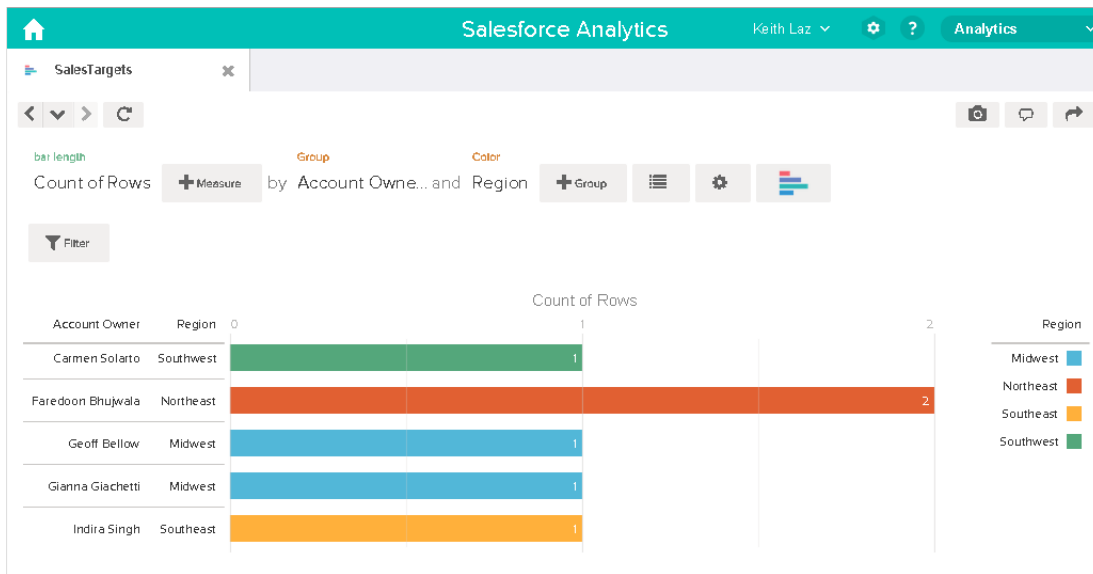 Salesforce Analytics Keith Laz ? Analytics
SalesTargets
bar length Group Color
Count of Rows Measure by Account Owne... and Region Group
Filter
Count of Rows
Account Owner Region 0 1 2 Region
Carmen Solarto Southwest 1 Midwest
Faredoon Bhujwala Northeast 2 Northeast
Southeast
Geoff Bellow Midwest 1 Southwest
Gianna Giachetti Midwest 1
Indira Singh Southeast 1